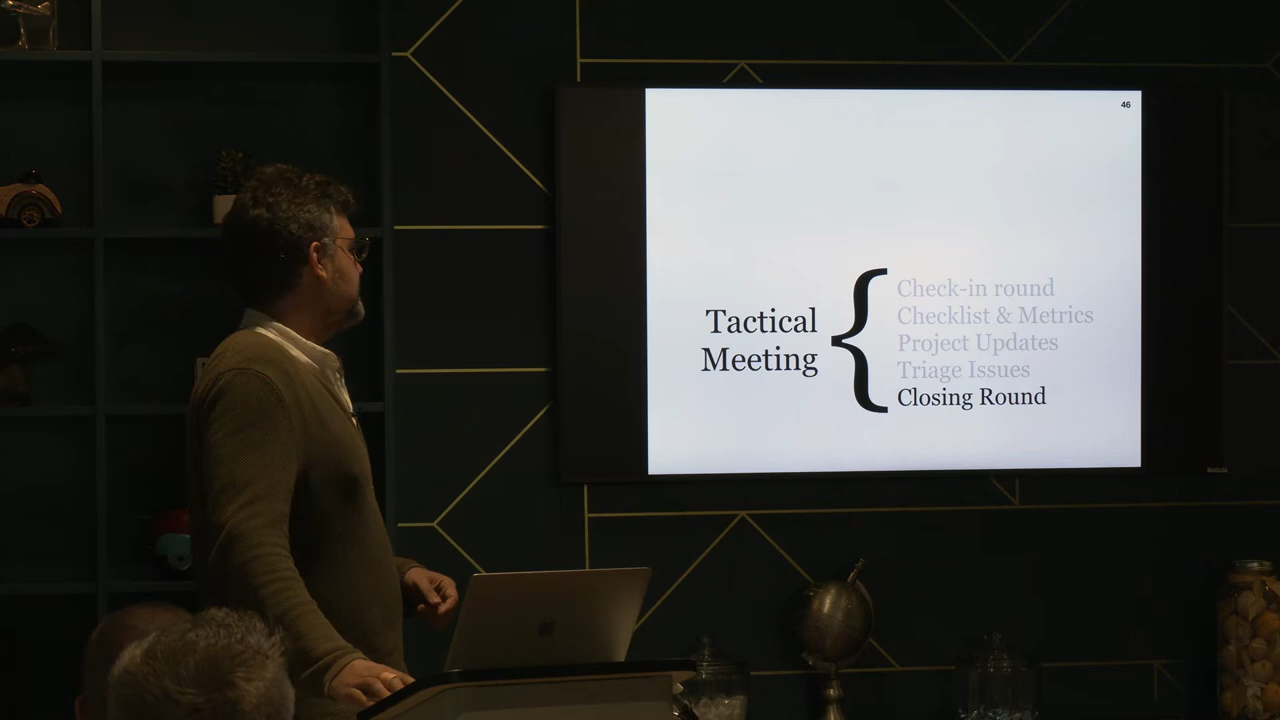 46
Tactical
Meeting
Check-in round
Checklist & Metrics
Project Updates
Triage Issues
Closing Round